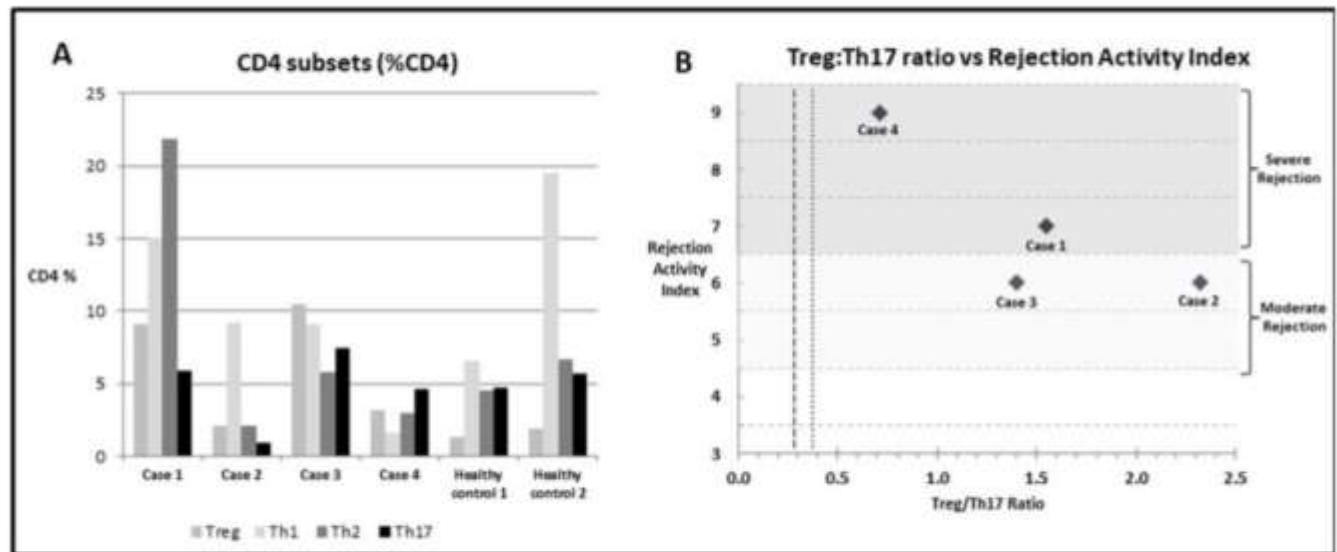 A
CD4 subsets (%CD4)
25
20
15
10
5
0
CD4 %
Case 1
Case 2
Case 3
Case 4
Healthy
control 1
Healthy
control 2
Treg Th1 Th2 Th17
B
Treg:Th17 ratio vs Rejection Activity Index
9
8
7
6
5
4
3
Rejection
Activity
Index
Case 4
Case 1
Case 3
Case 2
Severe
Rejection
Moderate
Rejection
0.0 0.5 1.0 1.5 2.0 2.5
Treg/Th17 Ratio